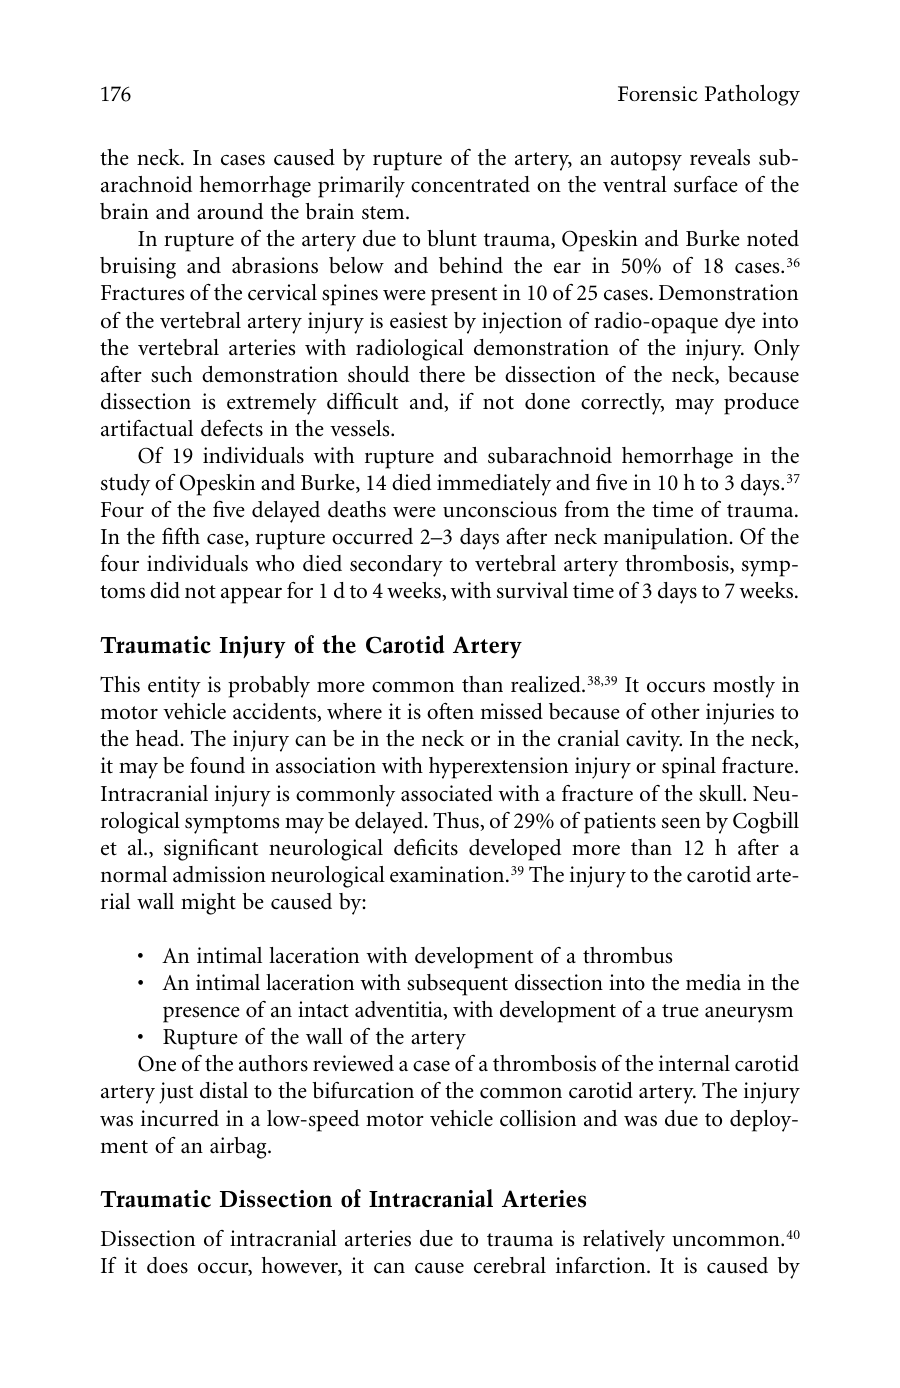 176 Forensic Pathology
the neck. In cases caused by rupture of the artery, an autopsy reveals sub-
arachnoid hemorrhage primarily concentrated on the ventral surface of the
brain and around the brain stem.
In rupture of the artery due to blunt trauma, Opeskin and Burke noted
bruising and abrasions below and behind the ear in 50% of 18 cases.36
Fractures of the cervical spines were present in 10 of 25 cases. Demonstration
of the vertebral artery injury is easiest by injection of radio-opaque dye into
the vertebral arteries with radiological demonstration of the injury. Only
after such demonstration should there be dissection of the neck, because
dissection is extremely difficult and, if not done correctly, may produce
artifactual defects in the vessels.
Of 19 individuals with rupture and subarachnoid hemorrhage in the
study of Opeskin and Burke, 14 died immediately and five in 10 h to 3 days.37
Four of the five delayed deaths were unconscious from the time of trauma.
In the fifth case, rupture occurred 2–3 days after neck manipulation. Of the
four individuals who died secondary to vertebral artery thrombosis, symp-
toms did not appear for 1 d to 4 weeks, with survival time of 3 days to 7 weeks.
Traumatic Injury of the Carotid Artery
This entity is probably more common than realized.38,39 It occurs mostly in
motor vehicle accidents, where it is often missed because of other injuries to
the head. The injury can be in the neck or in the cranial cavity. In the neck,
it may be found in association with hyperextension injury or spinal fracture.
Intracranial injury is commonly associated with a fracture of the skull. Neu-
rological symptoms may be delayed. Thus, of 29% of patients seen by Cogbill
et al., significant neurological deficits developed more than 12 h after a
normal admission neurological examination.39 The injury to the carotid arte-
rial wall might be caused by:
• An intimal laceration with development of a thrombus
• An intimal laceration with subsequent dissection into the media in the
presence of an intact adventitia, with development of a true aneurysm
• Rupture of the wall of the artery
One of the authors reviewed a case of a thrombosis of the internal carotid
artery just distal to the bifurcation of the common carotid artery. The injury
was incurred in a low-speed motor vehicle collision and was due to deploy-
ment of an airbag.
Traumatic Dissection of Intracranial Arteries
Dissection of intracranial arteries due to trauma is relatively uncommon.40
If it does occur, however, it can cause cerebral infarction. It is caused by